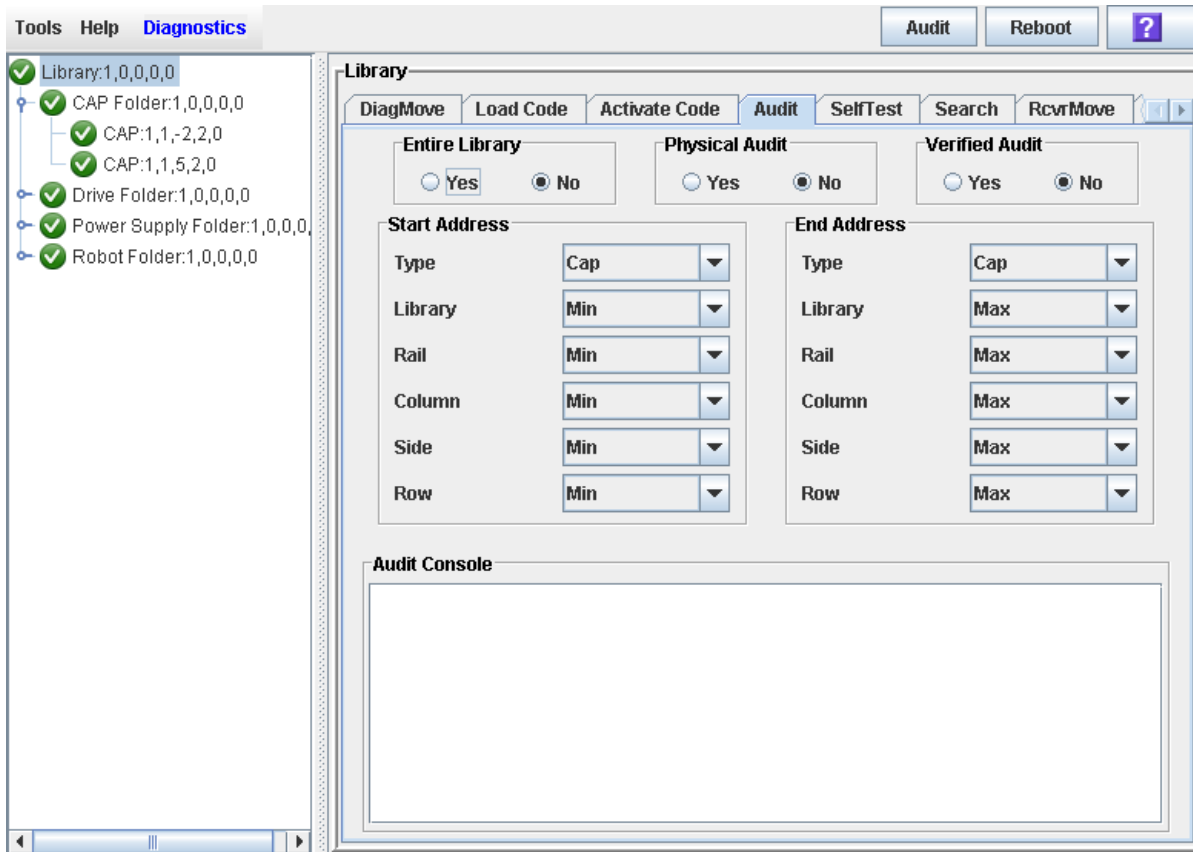 Tools Help Diagnostics
Audit Reboot ?
Library:1,0,0,0,0
CAP Folder:1,0,0,0,0
CAP:1,1,-2,2,0
CAP:1,1,5,2,0
Drive Folder:1,0,0,0,0
Power Supply Folder:1,0,0,0,
Robot Folder:1,0,0,0,0
Library
DiagMove Load Code Activate Code Audit SelfTest Search RcvrMove
Entire Library Physical Audit Verified Audit
Yes No Yes No Yes No
Start Address End Address
Type Cap Type Cap
Library Min Library Max
Rail Min Rail Max
Column Min Column Max
Side Min Side Max
Row Min Row Max
Audit Console